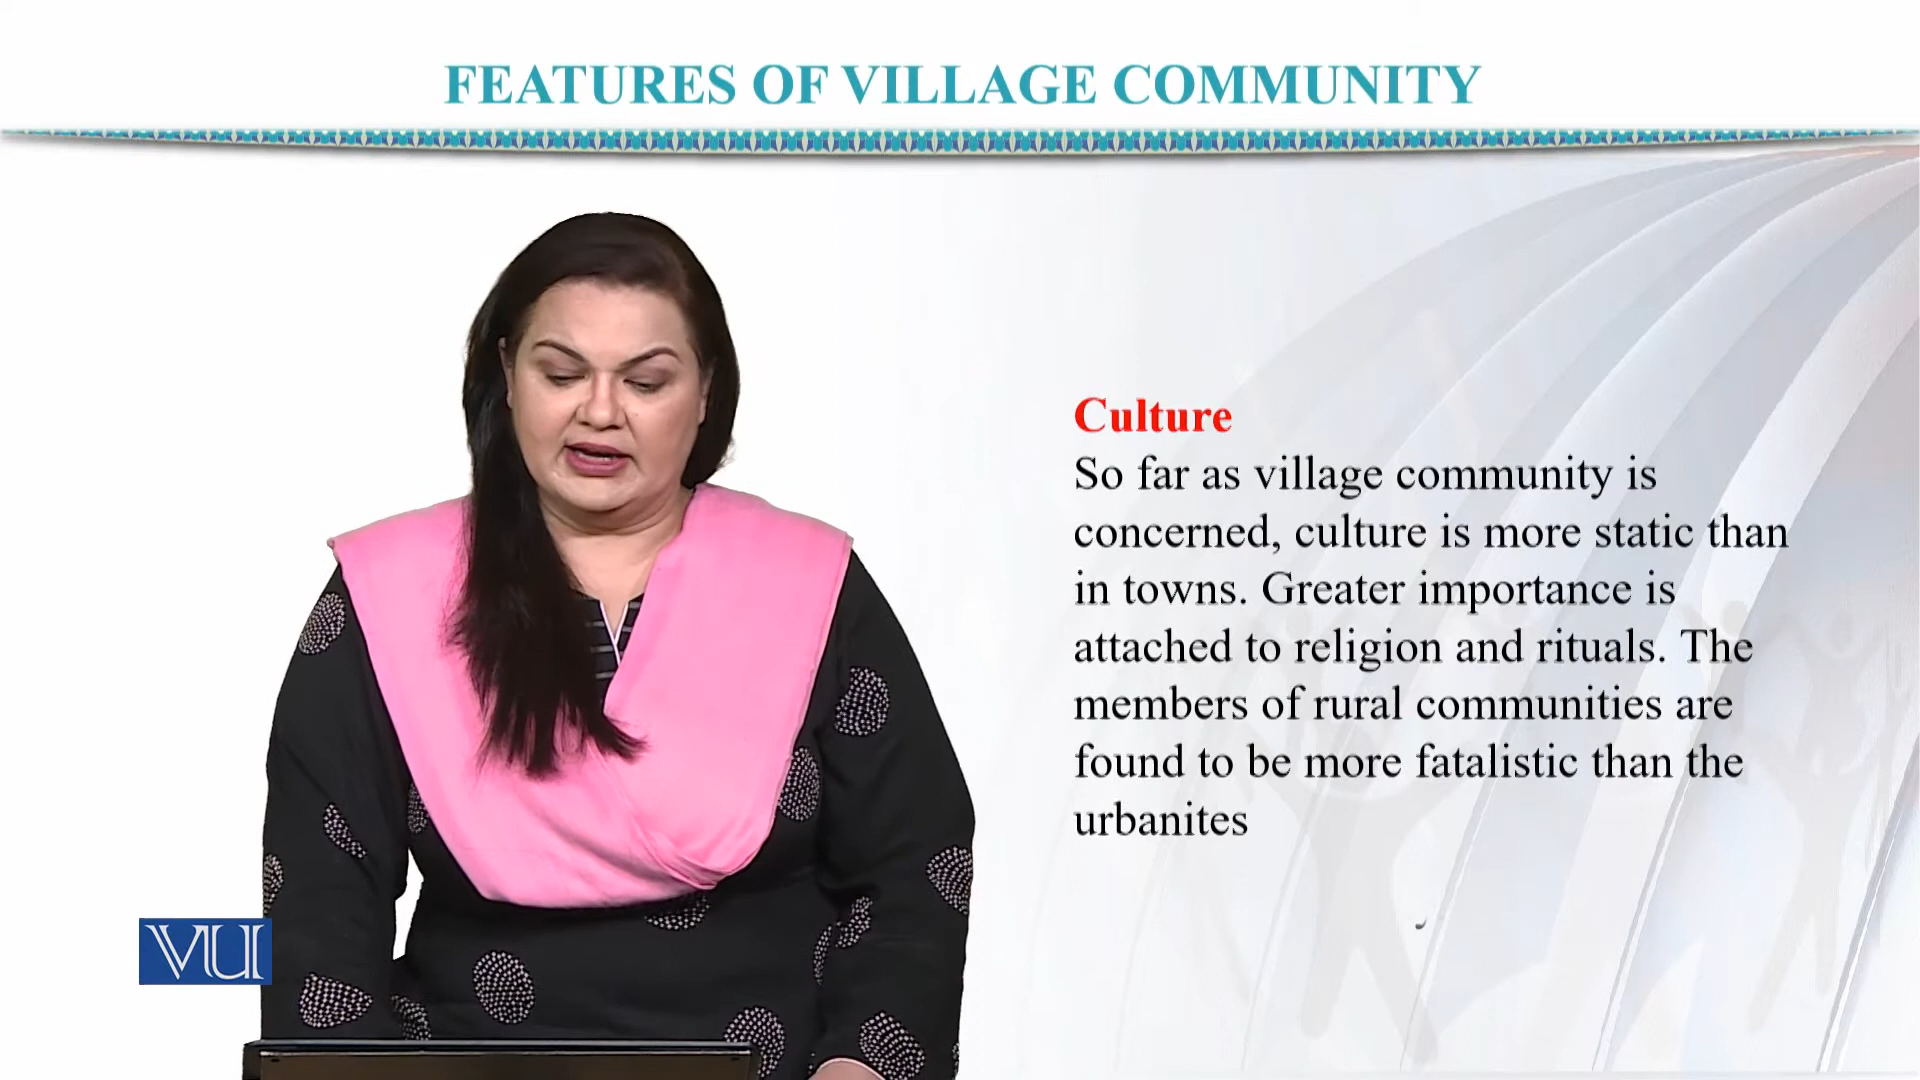 FEATURES OF VILLAGE COMMUNITY
Culture
So far as village community is
concerned, culture is more static than
in towns. Greater importance is
attached to religion and rituals. The
members of rural communities are
found to be more fatalistic than the
urbanites
VU